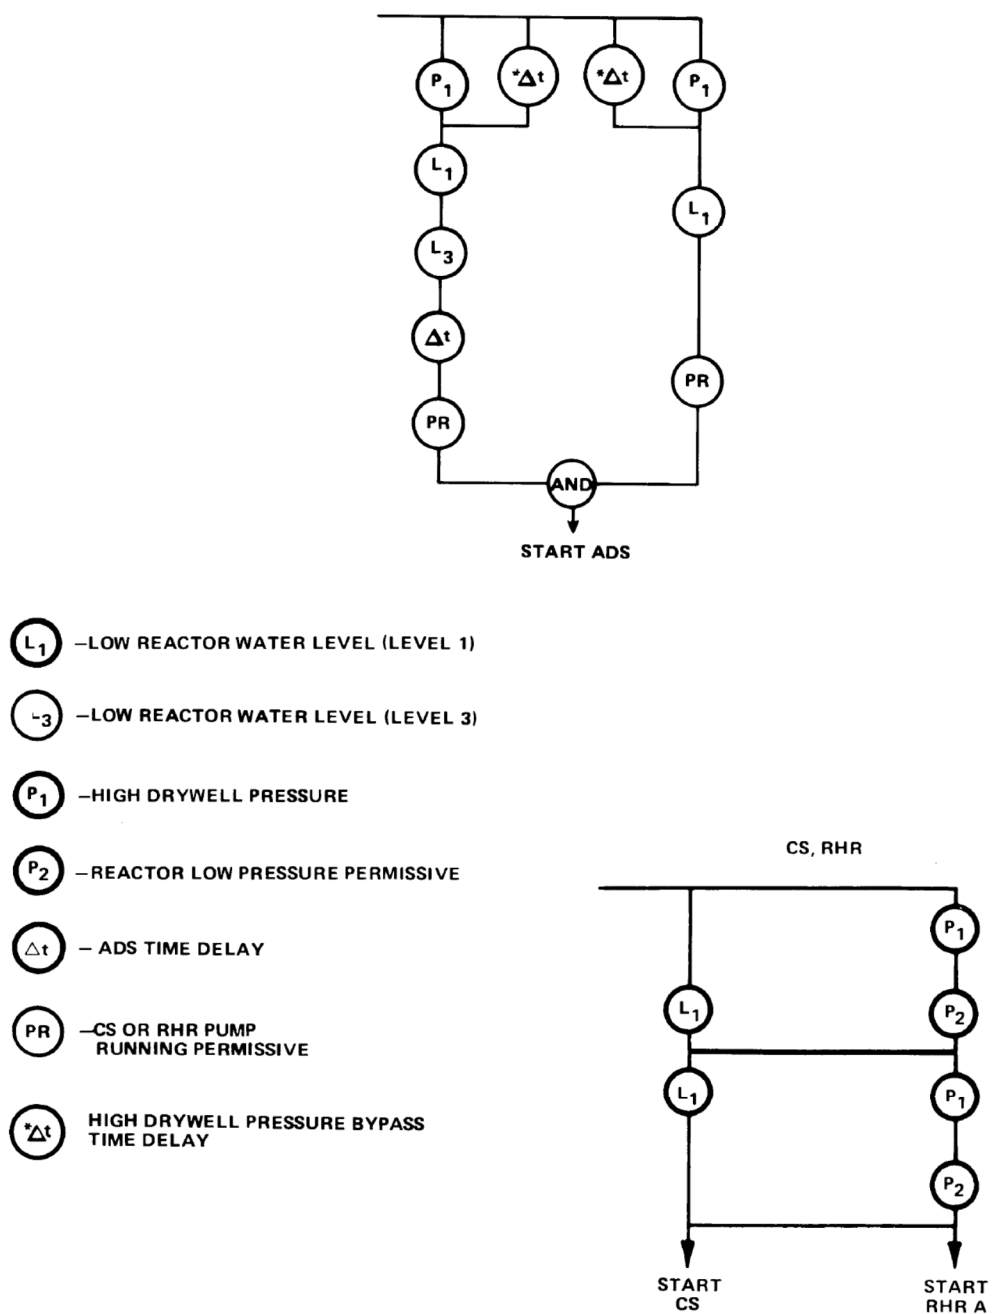 P1
*Δt
*Δt
P1
L1
L1
L3
Δt
PR
PR
AND
START ADS
L1 –LOW REACTOR WATER LEVEL (LEVEL 1)
L3 –LOW REACTOR WATER LEVEL (LEVEL 3)
P1 –HIGH DRYWELL PRESSURE
P2 –REACTOR LOW PRESSURE PERMISSIVE
Δt – ADS TIME DELAY
PR –CS OR RHR PUMP
RUNNING PERMISSIVE
*Δt HIGH DRYWELL PRESSURE BYPASS
TIME DELAY
CS, RHR
P1
L1
P2
L1
P1
P2
START
CS
START
RHR A